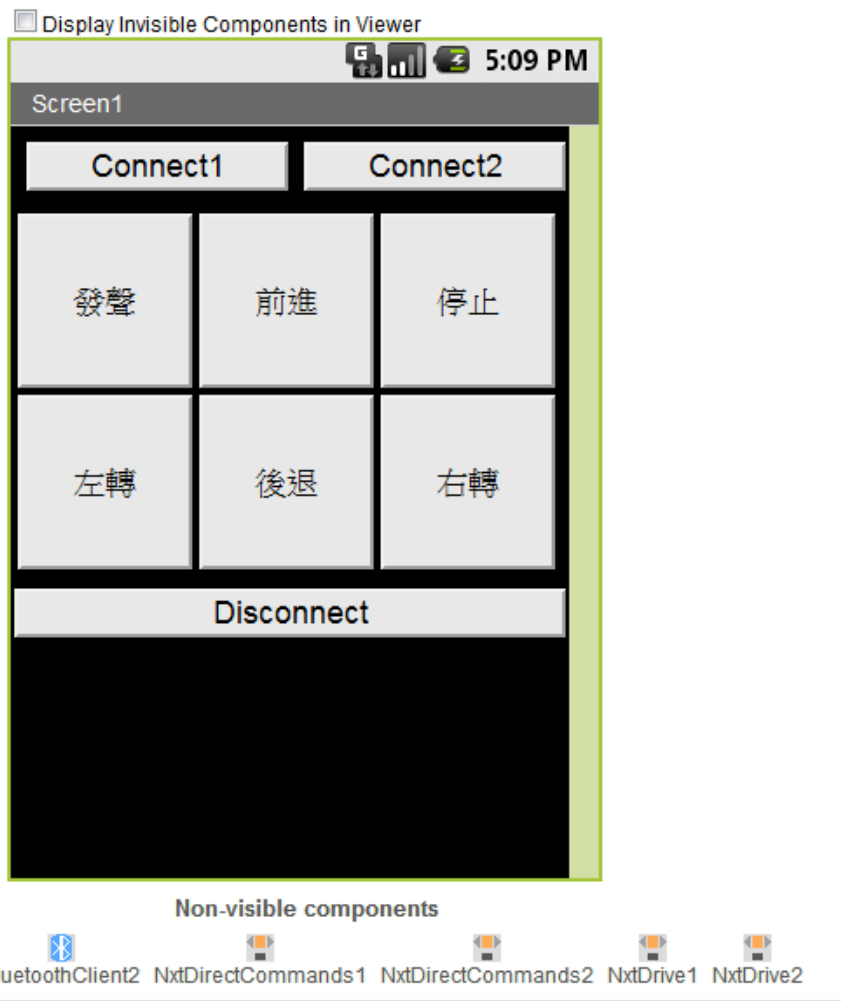 Display Invisible Components in Viewer
G 5:09 PM
Screen1
Connect1 Connect2
發聲 前進 停止
左轉 後退 右轉
Disconnect
Non-visible components
uetoothClient2 NxtDirectCommands1 NxtDirectCommands2 NxtDrive1 NxtDrive2